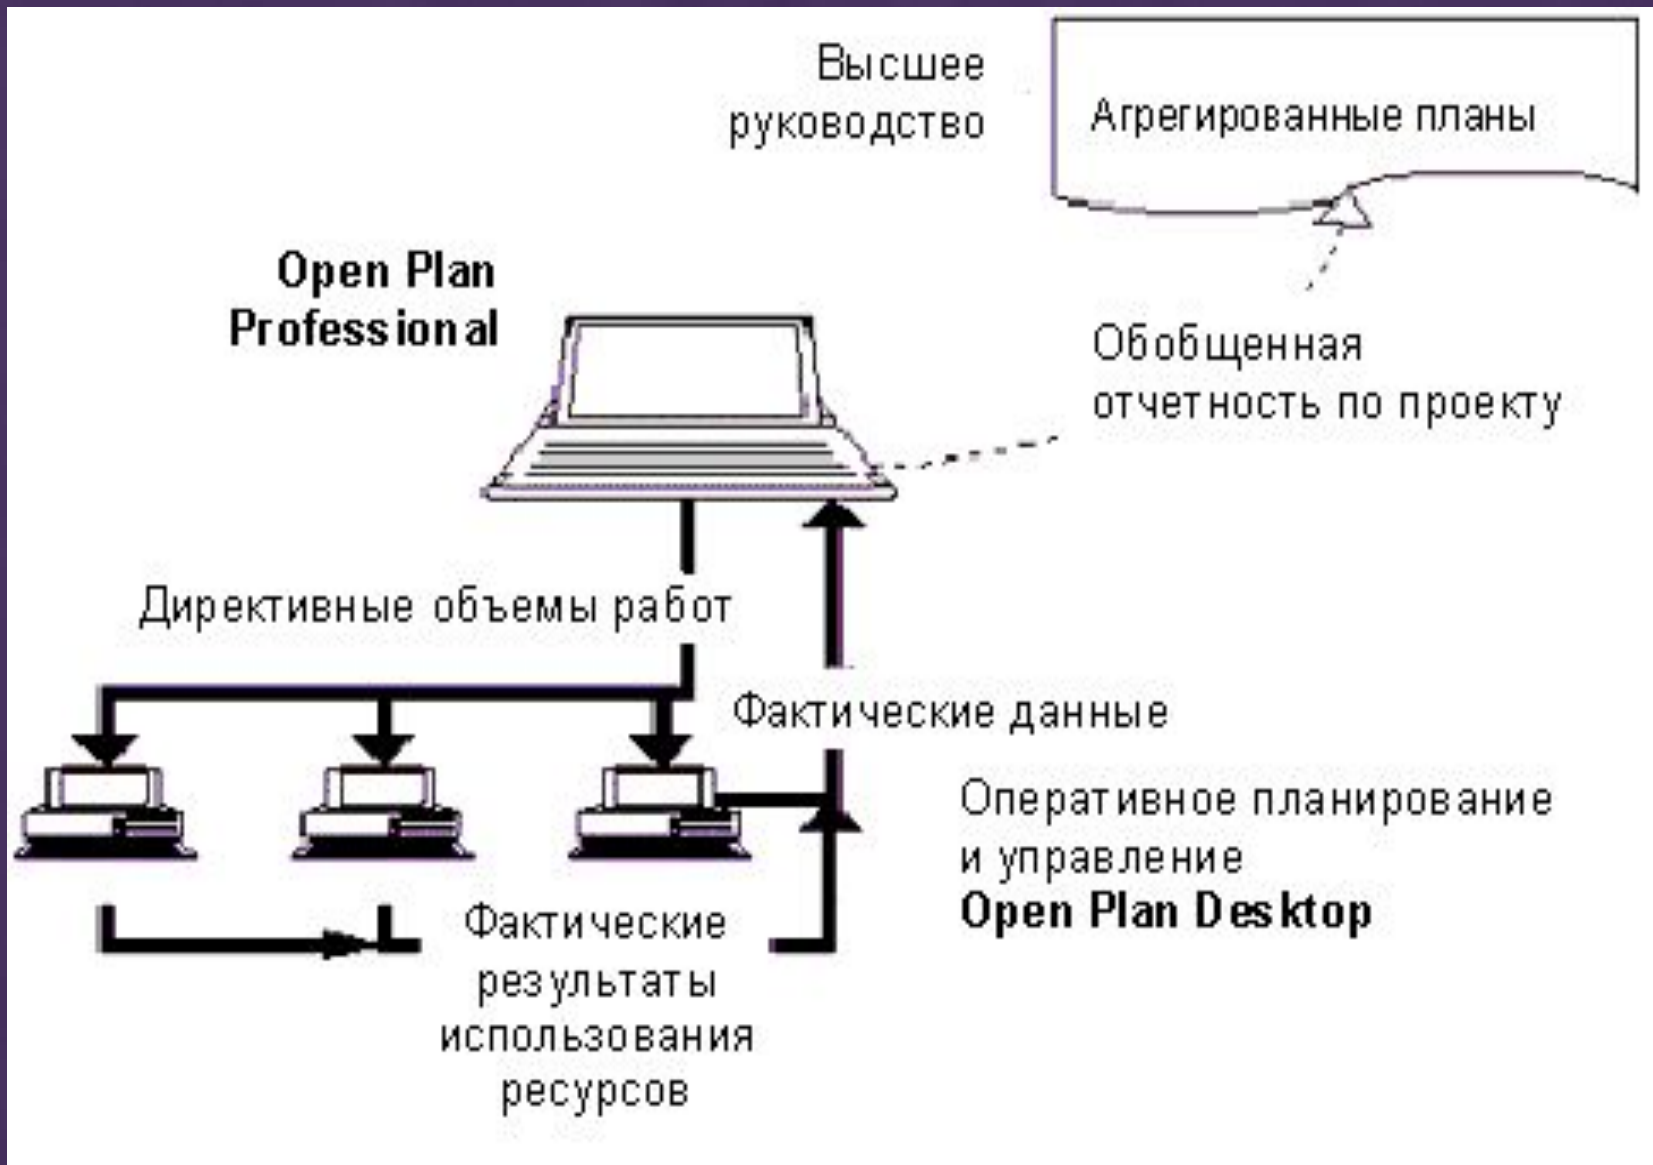 Высшее
руководство
Агрегированные планы
Open Plan
Professional
Обобщенная
отчетность по проекту
Директивные объемы работ
Фактические данные
Оперативное планирование
и управление
Open Plan Desktop
Фактические
результаты
использования
ресурсов